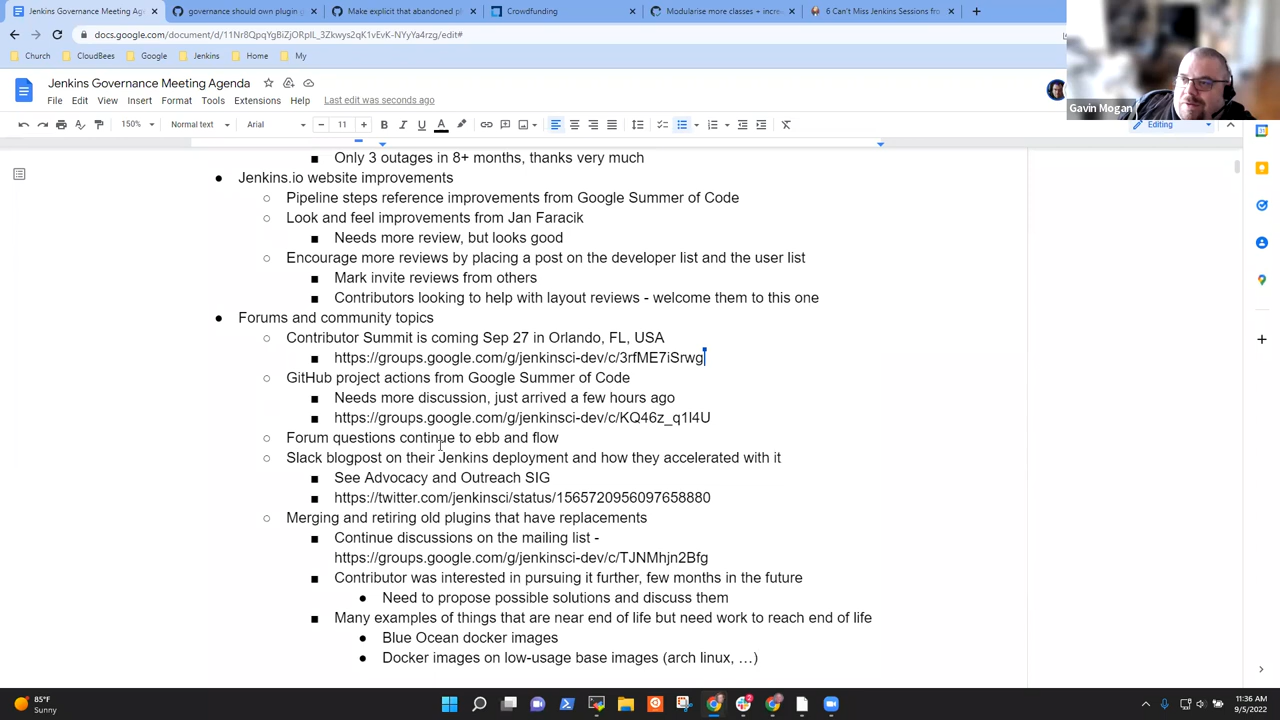 Jenkins Governance Meeting Age
governance should own plugin g
Make explicit that abandoned pl
Crowdfunding
Modularise more classes + incre
6 Can't Miss Jenkins Sessions fro
docs.google.com/document/d/11Nr8QpqYgBiZjORpIL_3Zkwys2qK1vEvK-NYyYa4rzg/edit#
Church
CloudBees
Google
Jenkins
Home
My
Jenkins Governance Meeting Agenda
File Edit View Insert Format Tools Extensions Help Last edit was seconds ago
Gavin Mogan
150% Normal text Arial 11 Editing
Only 3 outages in 8+ months, thanks very much
Jenkins.io website improvements
Pipeline steps reference improvements from Google Summer of Code
Look and feel improvements from Jan Faracik
Needs more review, but looks good
Encourage more reviews by placing a post on the developer list and the user list
Mark invite reviews from others
Contributors looking to help with layout reviews - welcome them to this one
Forums and community topics
Contributor Summit is coming Sep 27 in Orlando, FL, USA
https://groups.google.com/g/jenkinsci-dev/c/3rfME7iSrwg
GitHub project actions from Google Summer of Code
Needs more discussion, just arrived a few hours ago
https://groups.google.com/g/jenkinsci-dev/c/KQ46z_q1l4U
Forum questions continue to ebb and flow
Slack blogpost on their Jenkins deployment and how they accelerated with it
See Advocacy and Outreach SIG
https://twitter.com/jenkinsci/status/1565720956097658880
Merging and retiring old plugins that have replacements
Continue discussions on the mailing list -
https://groups.google.com/g/jenkinsci-dev/c/TJNMhjn2Bfg
Contributor was interested in pursuing it further, few months in the future
Need to propose possible solutions and discuss them
Many examples of things that are near end of life but need work to reach end of life
Blue Ocean docker images
Docker images on low-usage base images (arch linux, …)
85°F
Sunny
11:36 AM
9/5/2022